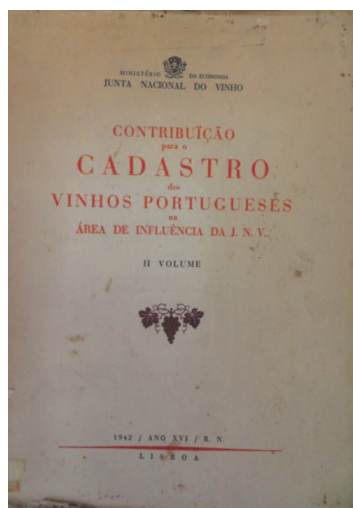 MINISTÉRIO DA ECONOMIA
JUNTA NACIONAL DO VINHO
CONTRIBUÏÇÃO
para o
CADASTRO
dos
VINHOS PORTUGUESES
na
ÁREA DE INFLUÊNCIA DA J. N. V.
II VOLUME
1942 / ANO XVI / R. N.
LISBOA